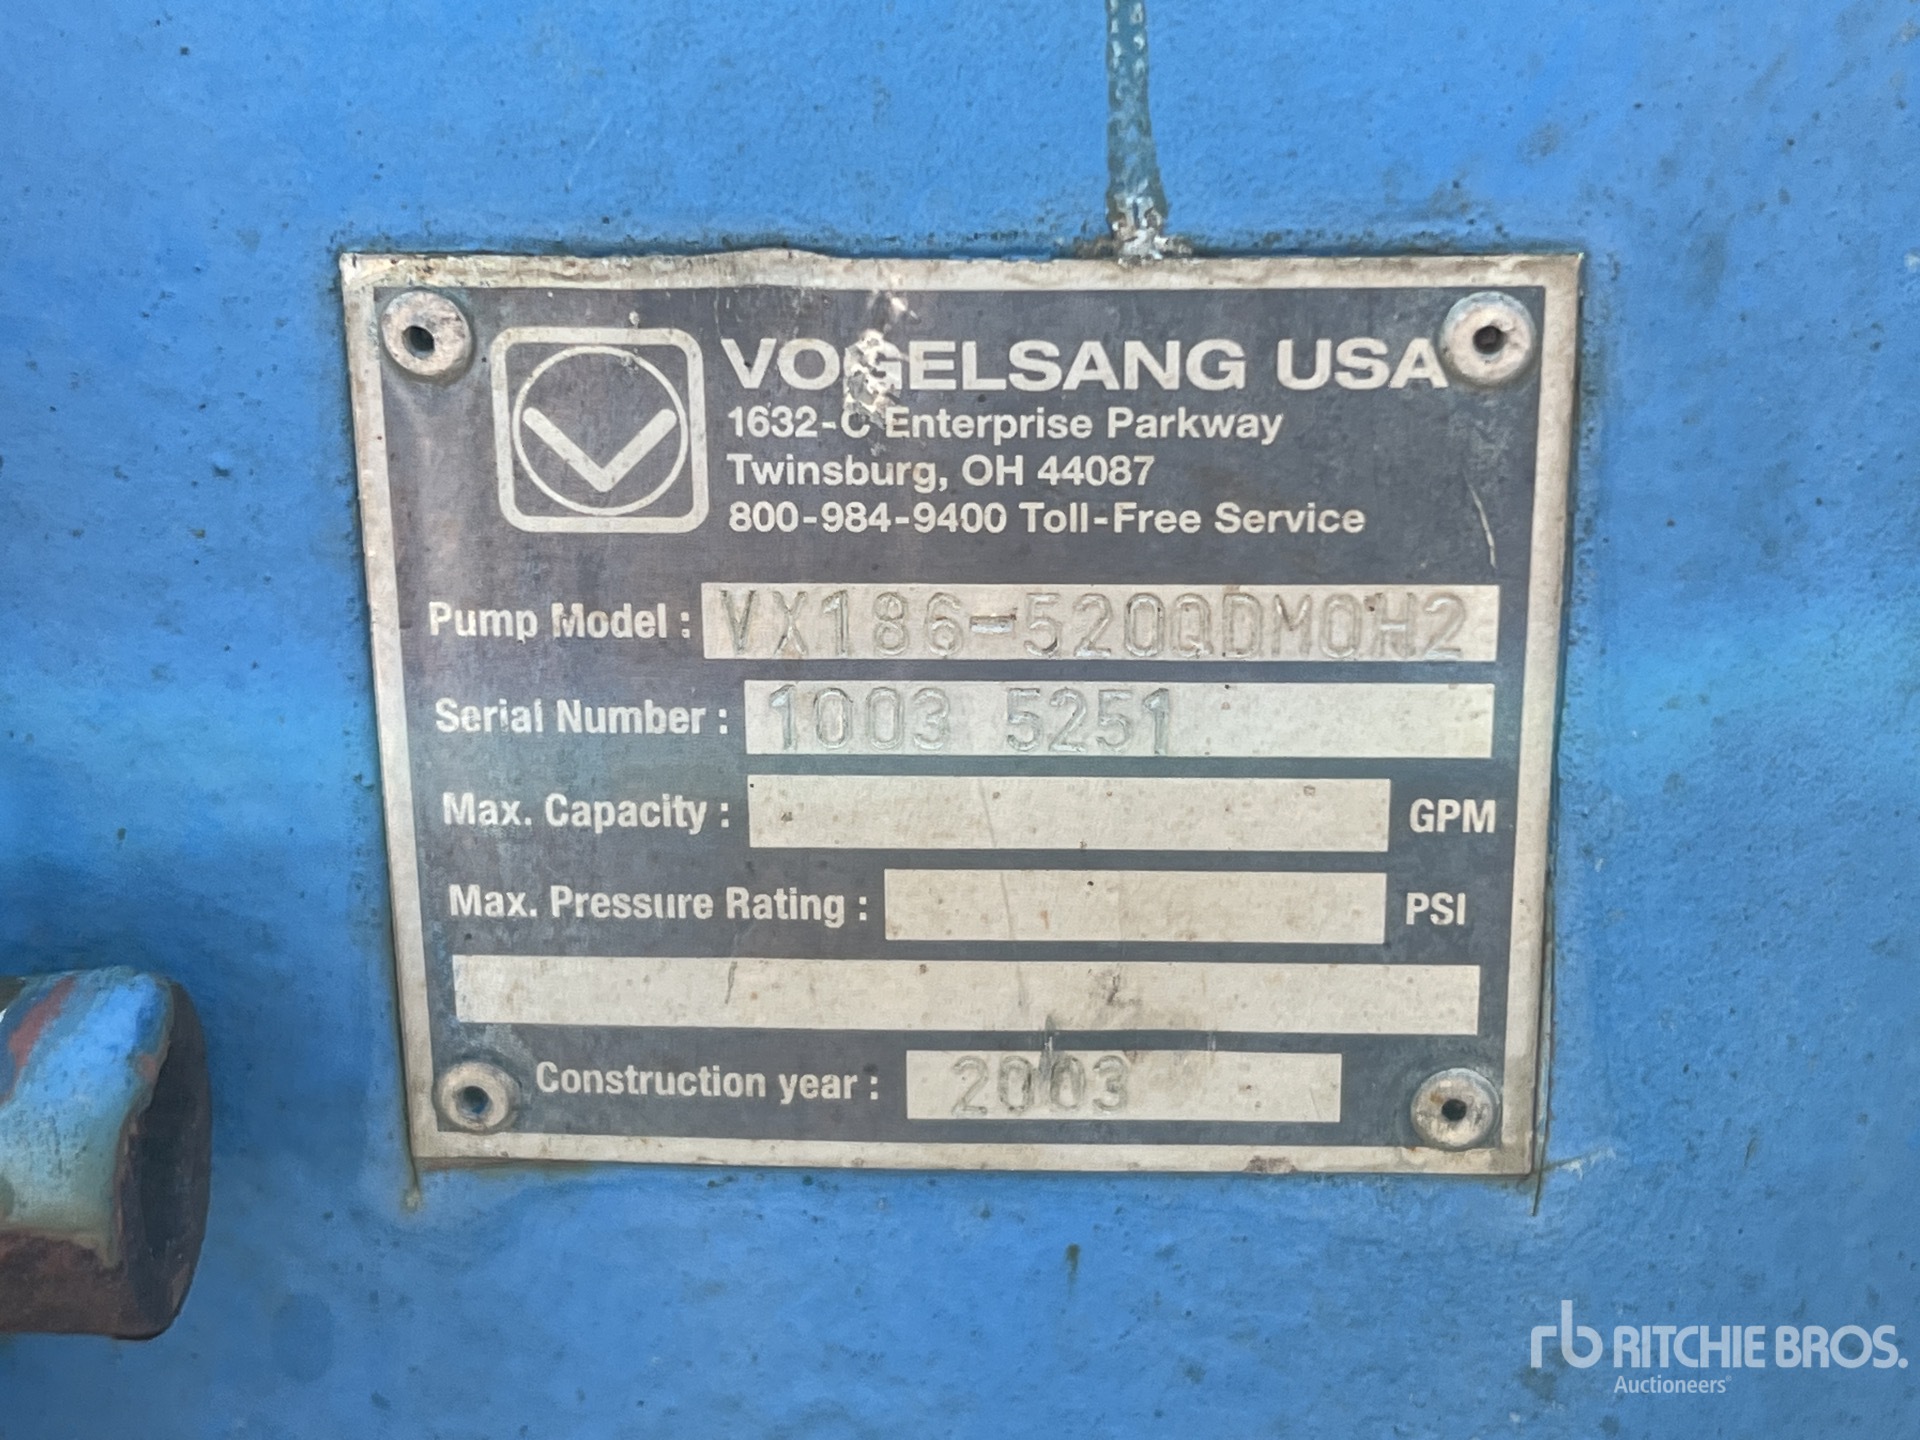 VOGELSANG USA
1632-C Enterprise Parkway
Twinsburg, OH 44087
800-984-9400 Toll-Free Service
Pump Model : VX186-520QDMQH2
Serial Number : 1003 5251
Max. Capacity : GPM
Max. Pressure Rating : PSI
Construction year : 2003
rb RITCHIE BROS.
Auctioneers